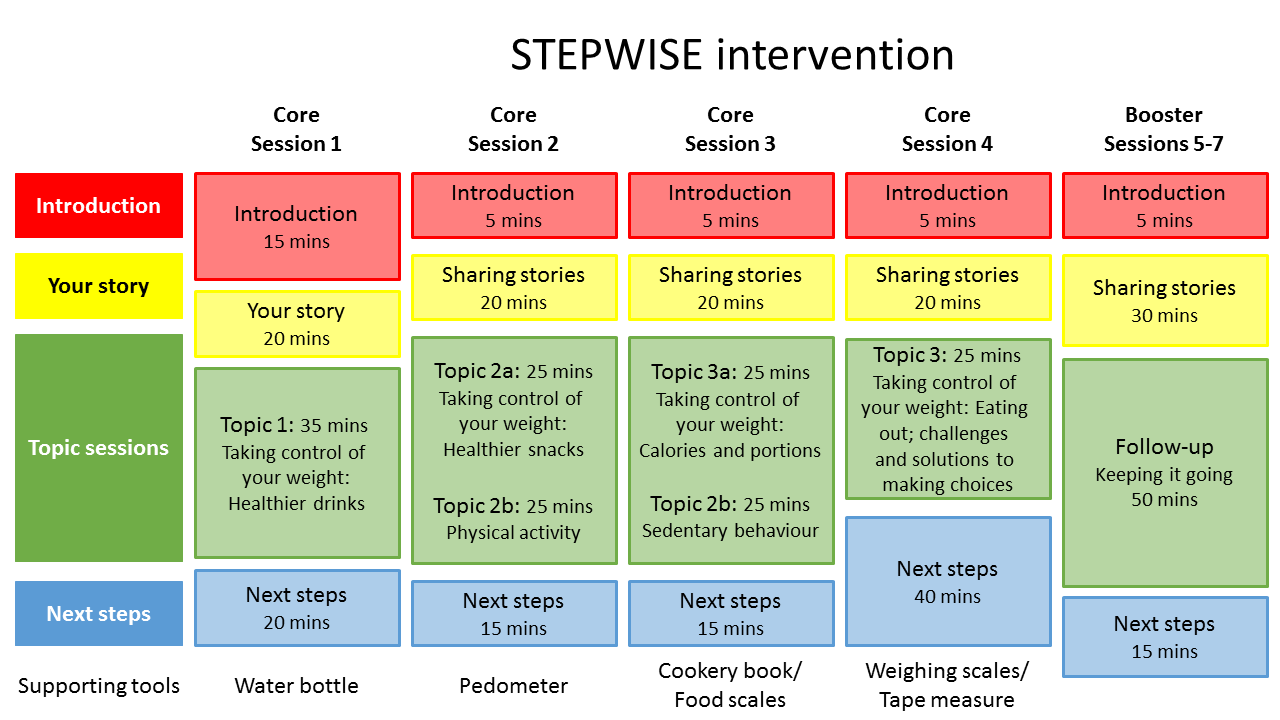 STEPWISE intervention
Core
Session 1
Core
Session 2
Core
Session 3
Core
Session 4
Booster
Sessions 5-7
Introduction
Introduction
15 mins
Introduction
5 mins
Introduction
5 mins
Introduction
5 mins
Introduction
5 mins
Your story
Your story
20 mins
Sharing stories
20 mins
Sharing stories
20 mins
Sharing stories
20 mins
Sharing stories
30 mins
Topic sessions
Topic 1: 35 mins
Taking control of
your weight:
Healthier drinks
Topic 2a: 25 mins
Taking control of
your weight:
Healthier snacks
Topic 2b: 25 mins
Physical activity
Topic 3a: 25 mins
Taking control of
your weight:
Calories and portions
Topic 2b: 25 mins
Sedentary behaviour
Topic 3: 25 mins
Taking control of
your weight: Eating
out; challenges
and solutions to
making choices
Follow-up
Keeping it going
50 mins
Next steps
Next steps
20 mins
Next steps
15 mins
Next steps
15 mins
Next steps
40 mins
Next steps
15 mins
Supporting tools
Water bottle
Pedometer
Cookery book/
Food scales
Weighing scales/
Tape measure